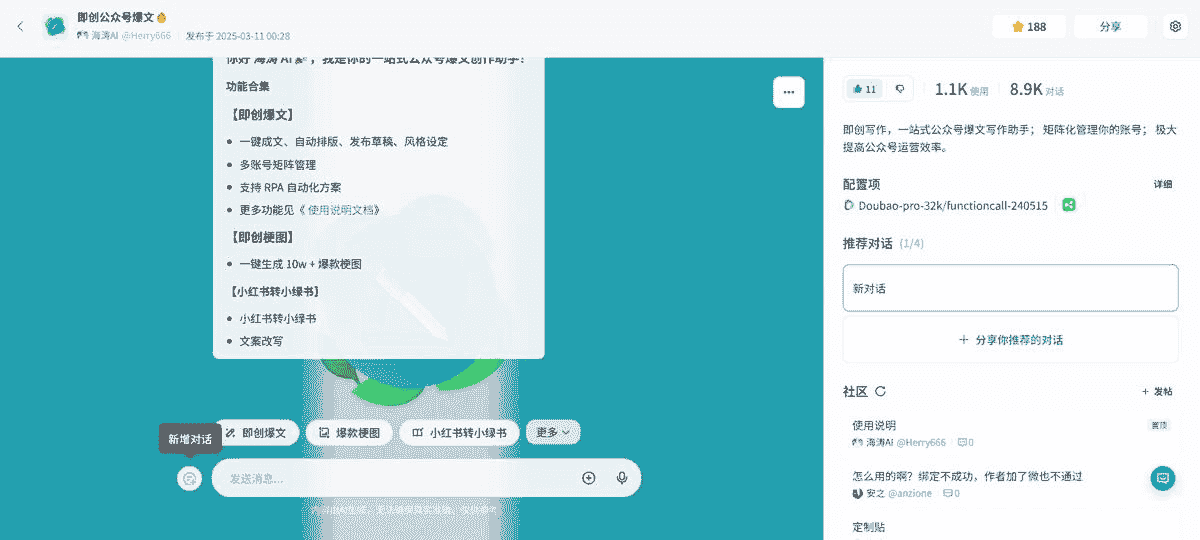 即创公众号爆文
海涛AI @Herry666
发布于 2025-03-11 00:28
188
分享
你好 海涛 AI，我是你的一站式公众号爆文创作助手！
功能合集
【即创爆文】
一键成文、自动排版、发布草稿、风格设定
多账号矩阵管理
支持 RPA 自动化方案
更多功能见《使用说明文档》
【即创梗图】
一键生成 10w + 爆款梗图
【小红书转小绿书】
小红书转小绿书
文案改写
新增对话
即创爆文
爆款梗图
小红书转小绿书
更多
发送消息...
11
1.1K 使用
8.9K 对话
即创写作，一站式公众号爆文写作助手； 矩阵化管理你的账号； 极大
提高公众号运营效率。
配置项
详细
Doubao-pro-32k/functioncall-240515
推荐对话 (1/4)
新对话
+ 分享你推荐的对话
社区
+ 发帖
使用说明
置顶
海涛AI @Herry666
0
怎么用的啊？绑定不成功，作者加了微也不通过
安之 @anzione
0
定制贴